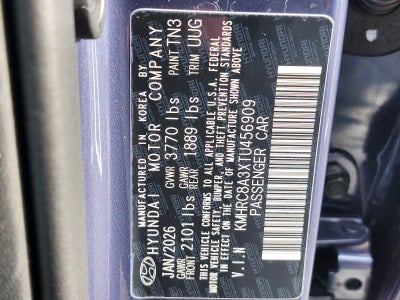 MANUFACTURED IN KOREA BY
HYUNDAI MOTOR COMPANY
JAN/2026 GVWR 3770 lbs PAINT TN3
GAWR FRONT 2101 lbs GAWR REAR 1889 lbs TRIM UUG
THIS VEHICLE CONFORMS TO ALL APPLICABLE U.S.A. FEDERAL
MOTOR VEHICLE SAFETY, BUMPER, AND THEFT PREVENTION STANDARDS
IN EFFECT ON THE DATE OF MANUFACTURE SHOWN ABOVE
V.I.N KMHRC8A3XTU456909
PASSENGER CAR